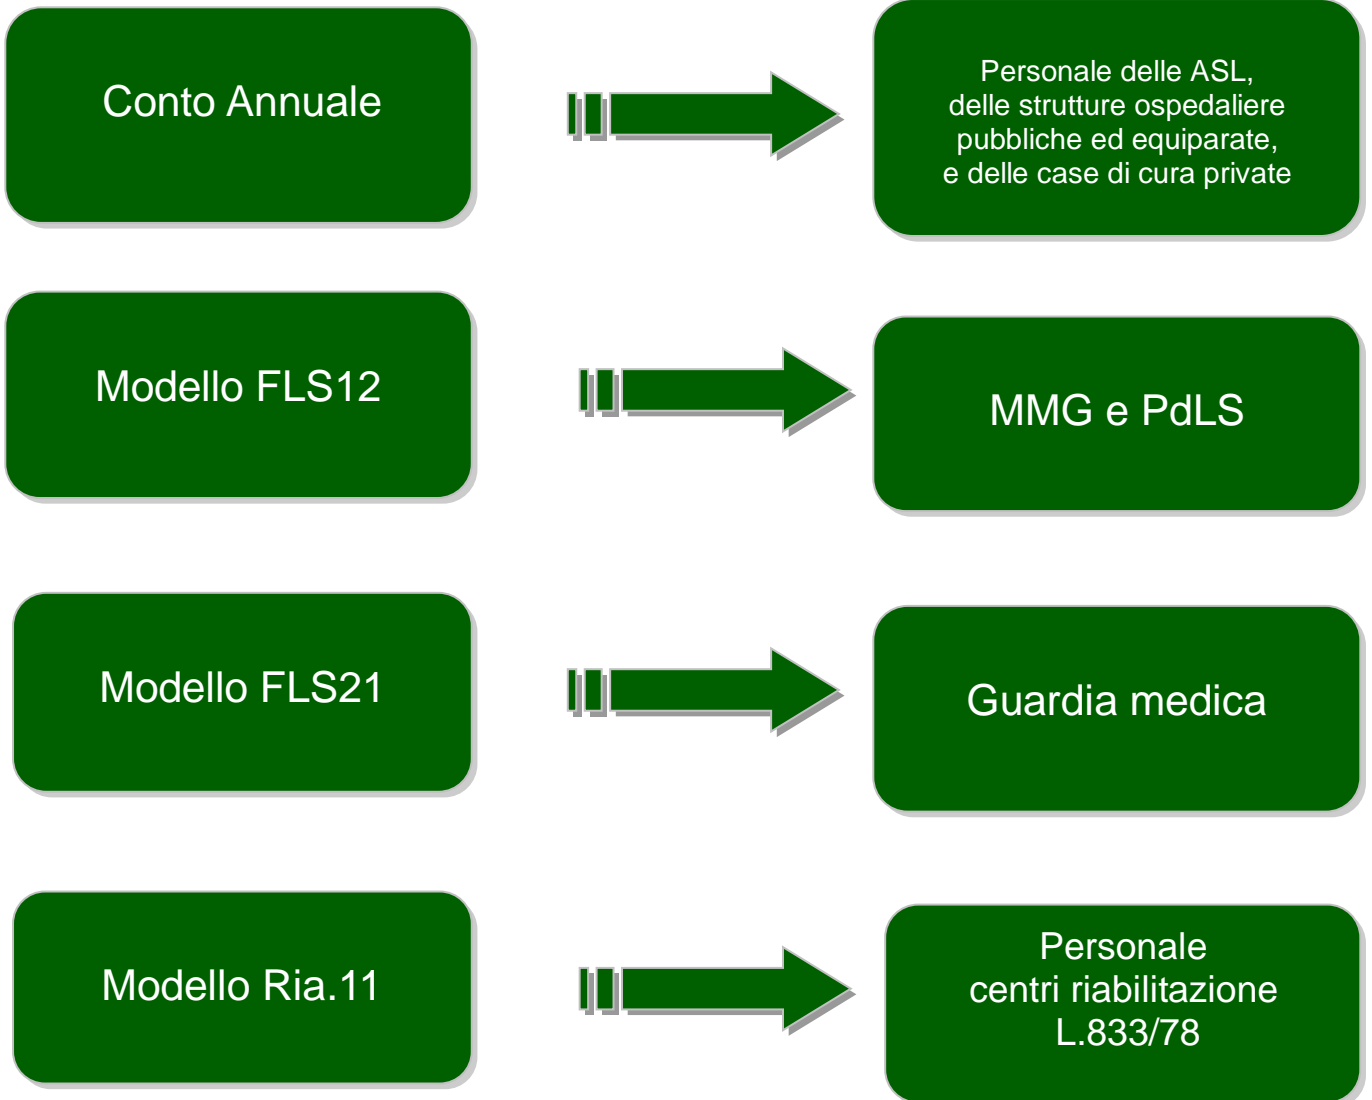 Conto Annuale
Personale delle ASL,
delle strutture ospedaliere
pubbliche ed equiparate,
e delle case di cura private
Modello FLS12
MMG e PdLS
Modello FLS21
Guardia medica
Modello Ria.11
Personale
centri riabilitazione
L.833/78